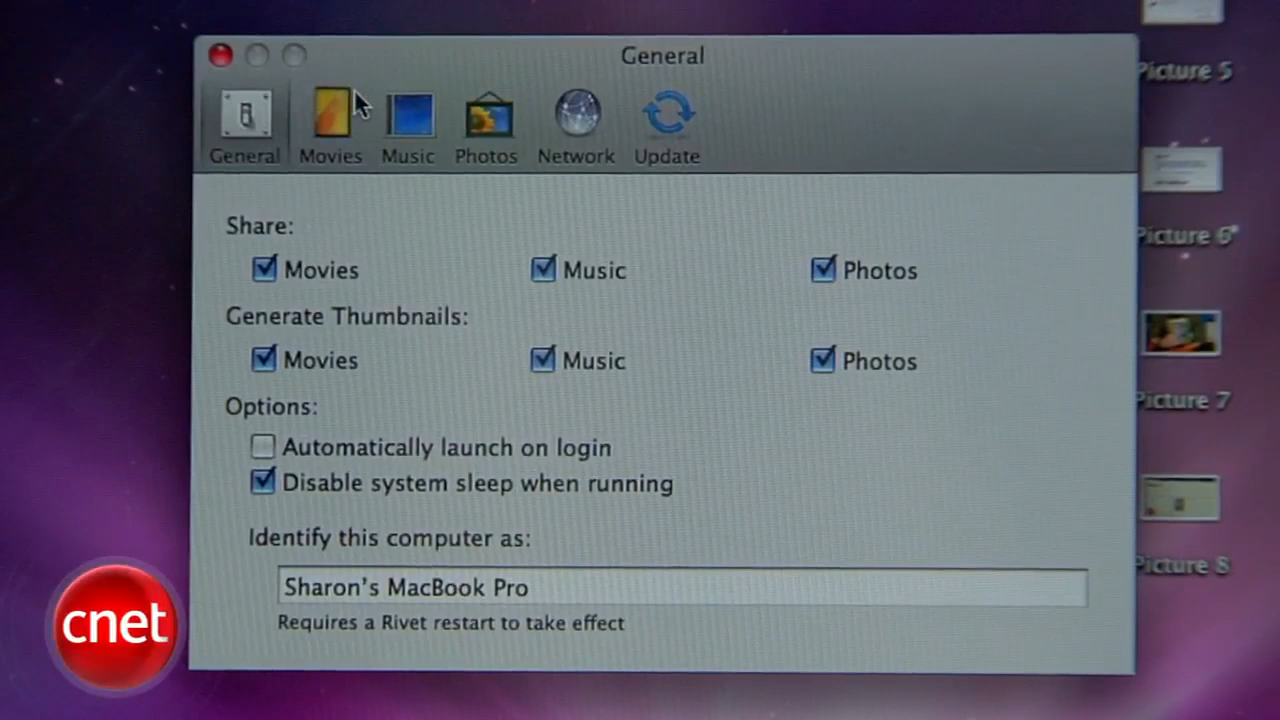 General
General Movies Music Photos Network Update
Share:
Movies Music Photos
Generate Thumbnails:
Movies Music Photos
Options:
Automatically launch on login
Disable system sleep when running
Identify this computer as:
Sharon's MacBook Pro
Requires a Rivet restart to take effect
Picture 5
Picture 6
Picture 7
Picture 8
cnet